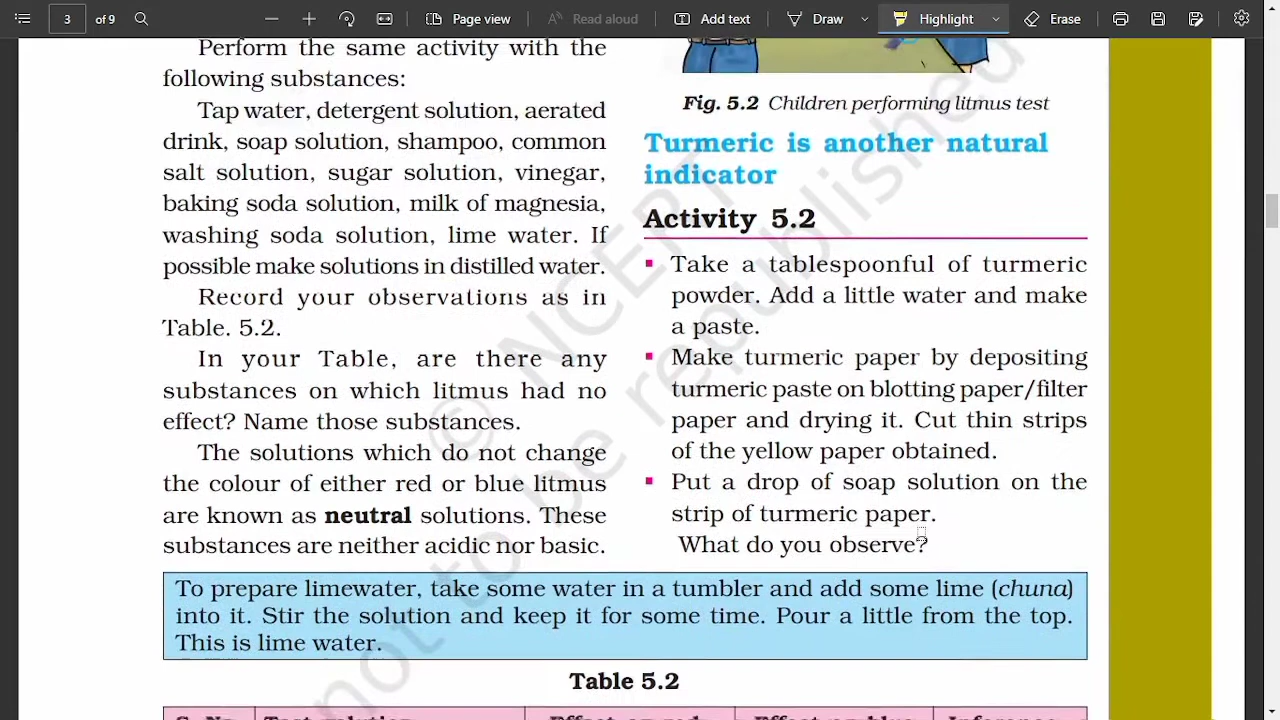 3
of 9
Page view
Read aloud
Add text
Draw
Highlight
Erase
Perform the same activity with the
following substances:
Tap water, detergent solution, aerated
drink, soap solution, shampoo, common
salt solution, sugar solution, vinegar,
baking soda solution, milk of magnesia,
washing soda solution, lime water. If
possible make solutions in distilled water.
Record your observations as in
Table. 5.2.
In your Table, are there any
substances on which litmus had no
effect? Name those substances.
The solutions which do not change
the colour of either red or blue litmus
are known as neutral solutions. These
substances are neither acidic nor basic.
Fig. 5.2 Children performing litmus test
Turmeric is another natural
indicator
Activity 5.2
Take a tablespoonful of turmeric
powder. Add a little water and make
a paste.
Make turmeric paper by depositing
turmeric paste on blotting paper/filter
paper and drying it. Cut thin strips
of the yellow paper obtained.
Put a drop of soap solution on the
strip of turmeric paper.
What do you observe?
To prepare limewater, take some water in a tumbler and add some lime (chuna)
into it. Stir the solution and keep it for some time. Pour a little from the top.
This is lime water.
Table 5.2
S. No. Test solution Effect on red Effect on blue Inference
© NCERT
not to be republished